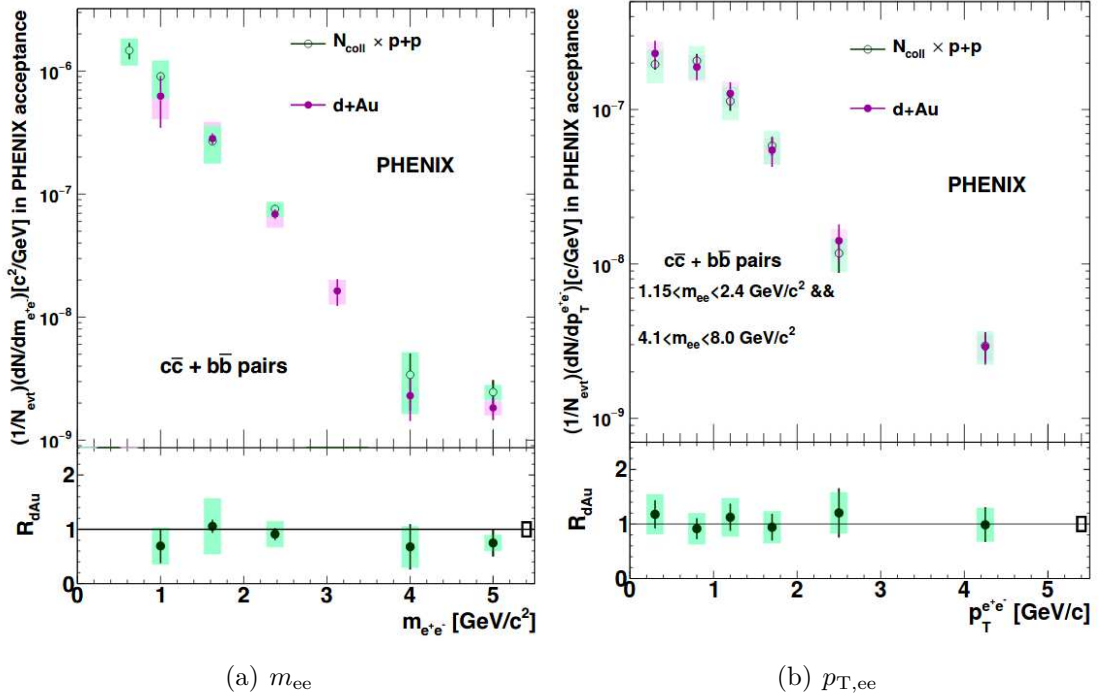 (1/N_evt)(dN/dm_e⁺e⁻)[c²/GeV] in PHENIX acceptance
10⁻⁶
10⁻⁷
10⁻⁸
10⁻⁹
N_coll × p+p
d+Au
PHENIX
cc̄ + bb̄ pairs
R_dAu
2
1
0
0 1 2 3 4 5
m_e⁺e⁻ [GeV/c²]
(a) m_ee
(1/N_evt)(dN/dp_T^e⁺e⁻)[c/GeV] in PHENIX acceptance
10⁻⁷
10⁻⁸
10⁻⁹
N_coll × p+p
d+Au
PHENIX
cc̄ + bb̄ pairs
1.15<m_ee<2.4 GeV/c² &&
4.1<m_ee<8.0 GeV/c²
R_dAu
2
1
0
0 1 2 3 4 5
p_T^e⁺e⁻ [GeV/c]
(b) p_T,ee